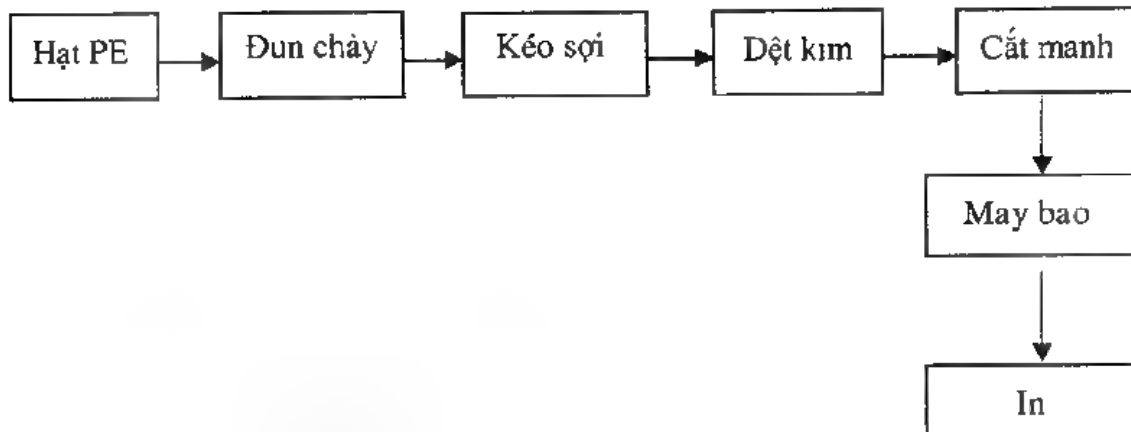 Hạt PE
Đun chảy
Kéo sợi
Dệt kim
Cắt manh
May bao
In